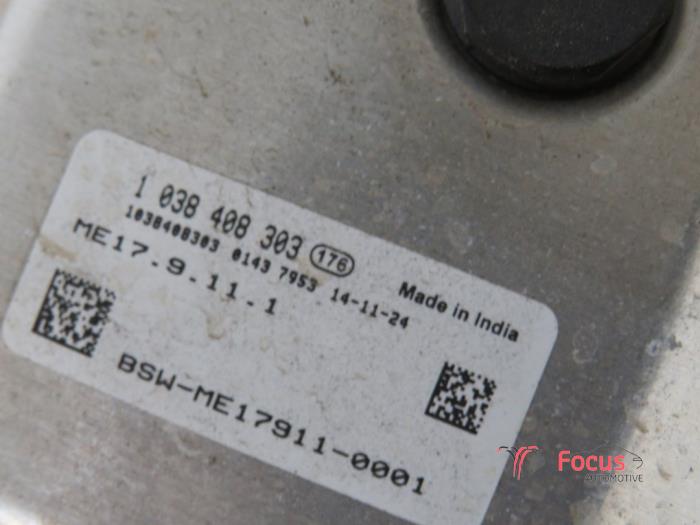 1 038 408 303 176
1038408303 0143 7953 14-11-24
ME17.9.11.1
Made in India
BSW-ME17911-0001
Focus
AUTOMOTIVE